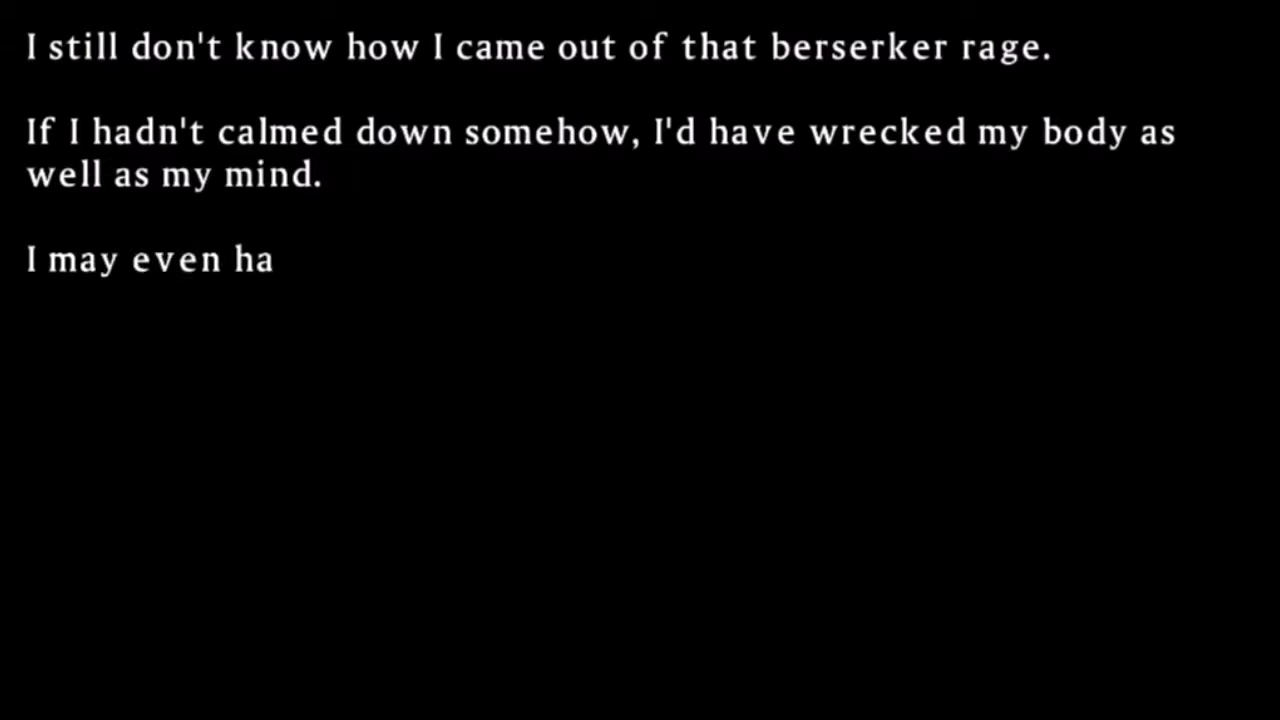 I still don't know how I came out of that berserker rage.
If I hadn't calmed down somehow, I'd have wrecked my body as
well as my mind.
I may even ha